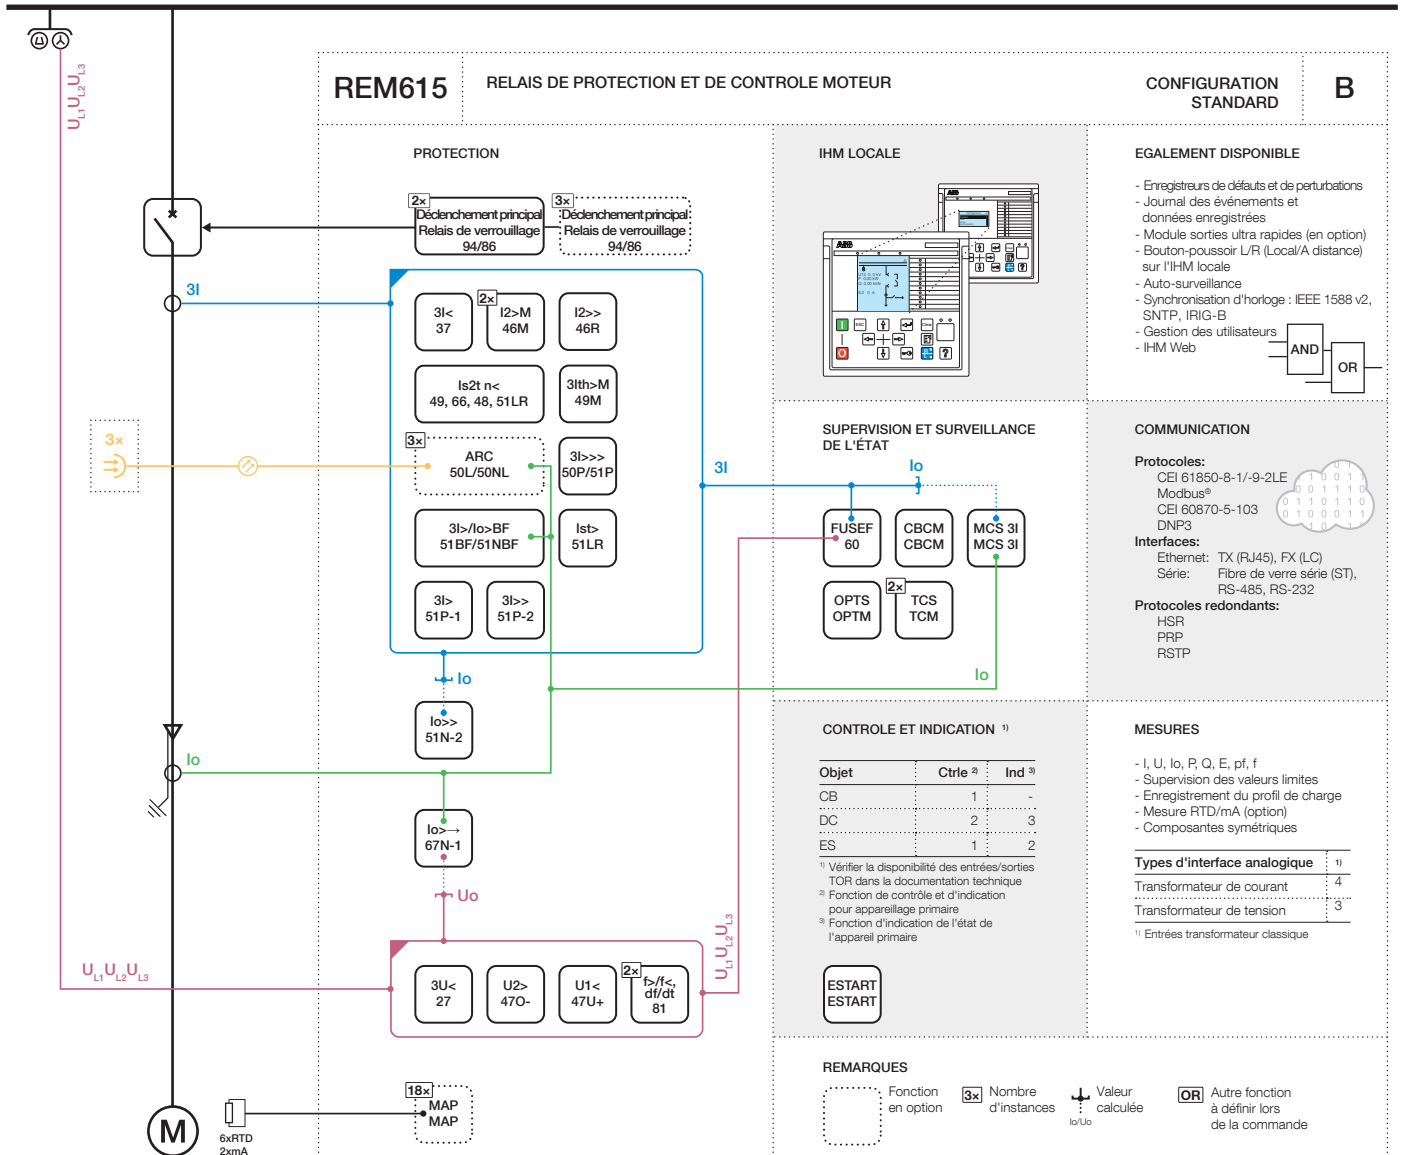 REM615
RELAIS DE PROTECTION ET DE CONTROLE MOTEUR
CONFIGURATION
STANDARD
B
U L1 U L2 U L3
PROTECTION
2×
Déclenchement principal
Relais de verrouillage
94/86
3×
Déclenchement principal
Relais de verrouillage
94/86
3I
3I<
37
2×
I2>M
46M
I2>>
46R
Is2t n<
49, 66, 48, 51LR
3Ith>M
49M
3×
3×
ARC
50L/50NL
3I>>>
50P/51P
3I>/Io>BF
51BF/51NBF
Ist>
51LR
3I>
51P-1
3I>>
51P-2
3I
Io
Io>>
51N-2
Io
Io>→
67N-1
Uo
U L1 U L2 U L3
3U<
27
U2>
47O-
U1<
47U+
2×
f>/f<,
df/dt
81
U L1 U L2 U L3
18×
MAP
MAP
M
6xRTD
2xmA
IHM LOCALE
ABB
ABB
ESC
Clear
I
O
?
?
SUPERVISION ET SURVEILLANCE
DE L'ÉTAT
Io
FUSEF
60
CBCM
CBCM
MCS 3I
MCS 3I
OPTS
OPTM
2×
TCS
TCM
Io
CONTROLE ET INDICATION 1)
Objet Ctrle 2) Ind 3)
CB 1 -
DC 2 3
ES 1 2
1) Vérifier la disponibilité des entrées/sorties
TOR dans la documentation technique
2) Fonction de contrôle et d'indication
pour appareillage primaire
3) Fonction d'indication de l'état de
l'appareil primaire
ESTART
ESTART
EGALEMENT DISPONIBLE
- Enregistreurs de défauts et de perturbations
- Journal des événements et
données enregistrées
- Module sorties ultra rapides (en option)
- Bouton-poussoir L/R (Local/A distance)
sur l'IHM locale
- Auto-surveillance
- Synchronisation d'horloge : IEEE 1588 v2,
SNTP, IRIG-B
- Gestion des utilisateurs
- IHM Web
AND
OR
COMMUNICATION
Protocoles:
CEI 61850-8-1/-9-2LE
Modbus®
CEI 60870-5-103
DNP3
Interfaces:
Ethernet: TX (RJ45), FX (LC)
Série: Fibre de verre série (ST),
RS-485, RS-232
Protocoles redondants:
HSR
PRP
RSTP
MESURES
- I, U, Io, P, Q, E, pf, f
- Supervision des valeurs limites
- Enregistrement du profil de charge
- Mesure RTD/mA (option)
- Composantes symétriques
Types d'interface analogique 1)
Transformateur de courant 4
Transformateur de tension 3
1) Entrées transformateur classique
REMARQUES
Fonction
en option
3×
Nombre
d'instances
Io/Uo
Valeur
calculée
OR
Autre fonction
à définir lors
de la commande